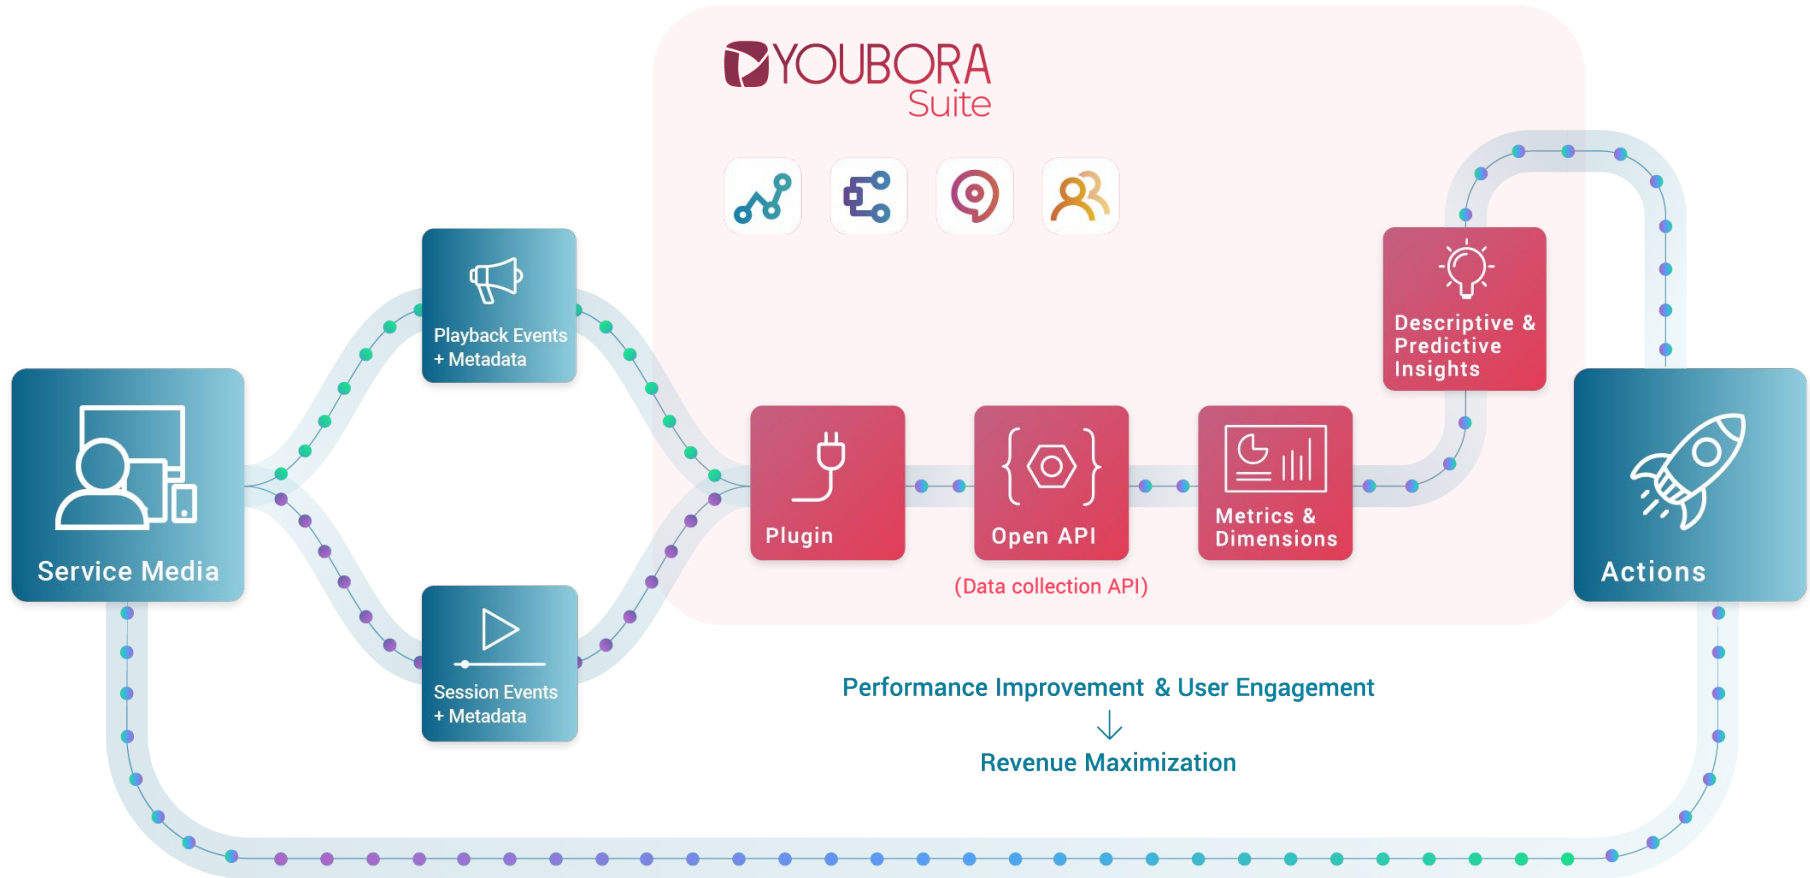 YOUBORA
Suite
Playback Events
+ Metadata
Descriptive &
Predictive
Insights
Service Media
Plugin
Open API
(Data collection API)
Metrics &
Dimensions
Actions
Session Events
+ Metadata
Performance Improvement & User Engagement
Revenue Maximization